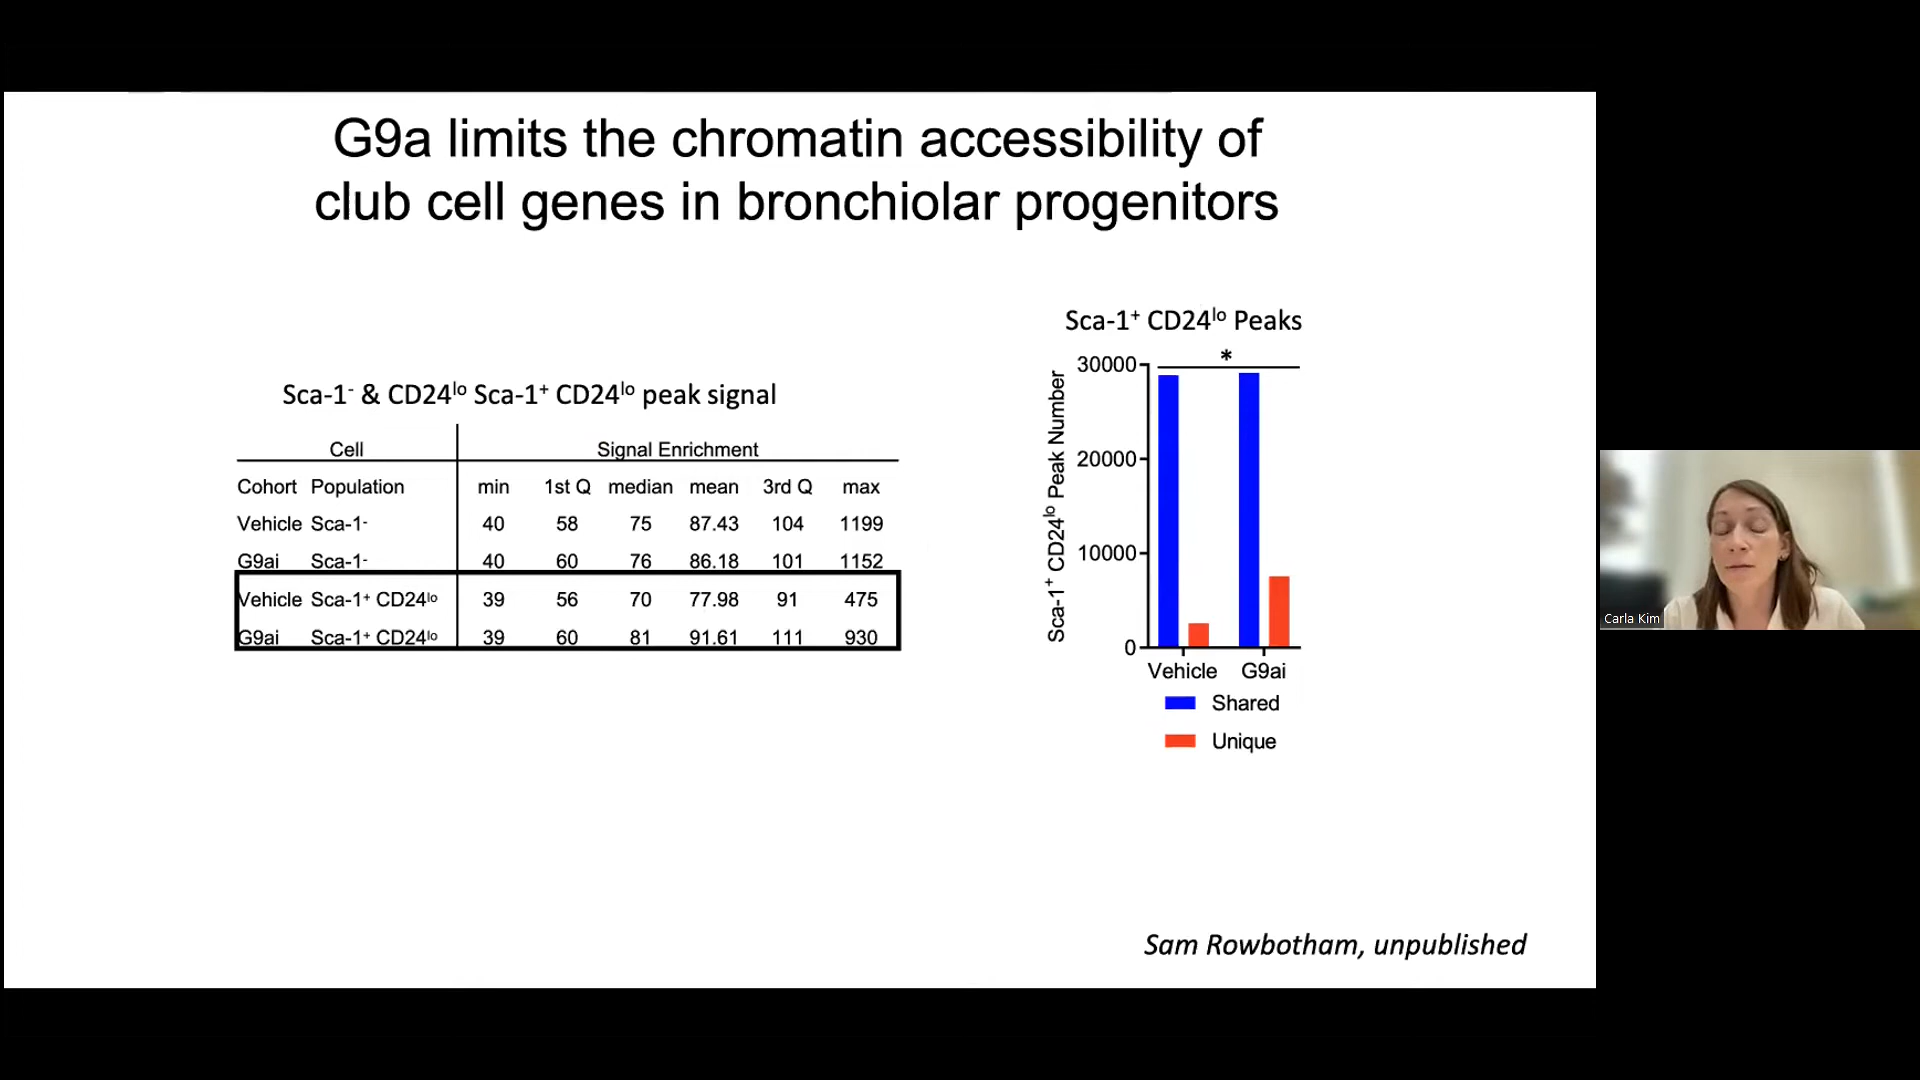 G9a limits the chromatin accessibility of
club cell genes in bronchiolar progenitors
Sca-1⁻ & CD24ˡᵒ Sca-1⁺ CD24ˡᵒ peak signal
Cell Signal Enrichment
Cohort Population min 1st Q median mean 3rd Q max
Vehicle Sca-1⁻ 40 58 75 87.43 104 1199
G9ai Sca-1⁻ 40 60 76 86.18 101 1152
Vehicle Sca-1⁺ CD24ˡᵒ 39 56 70 77.98 91 475
G9ai Sca-1⁺ CD24ˡᵒ 39 60 81 91.61 111 930
Sca-1⁺ CD24ˡᵒ Peaks
*
Sca-1⁺ CD24ˡᵒ Peak Number
30000
20000
10000
0
Vehicle G9ai
Shared
Unique
Sam Rowbotham, unpublished
Carla Kim